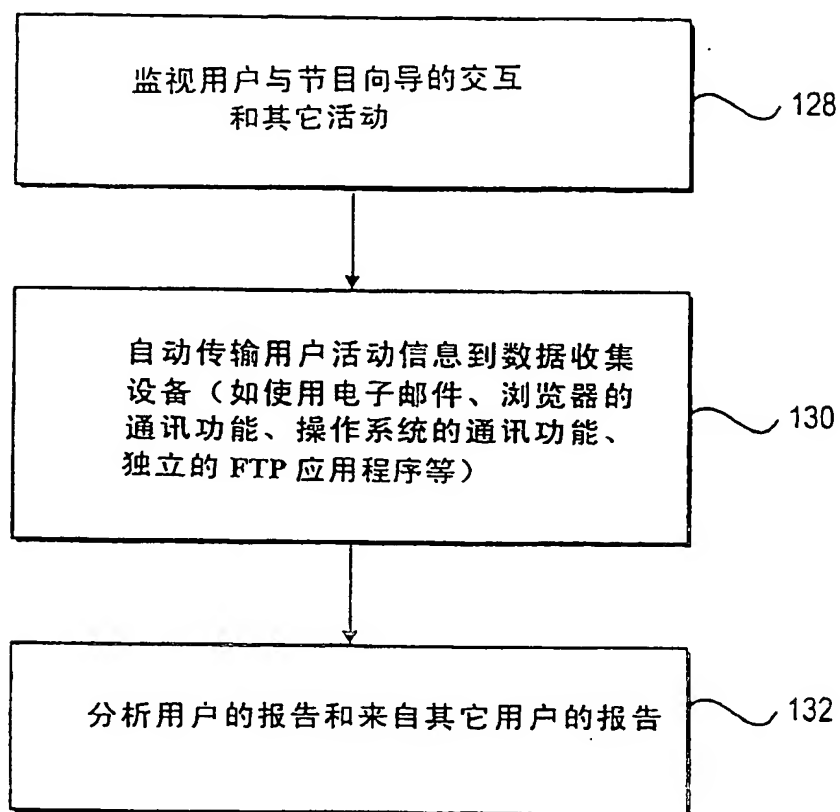 监视用户与节目向导的交互
和其它活动
128
自动传输用户活动信息到数据收集
设备（如使用电子邮件、浏览器的
通讯功能、操作系统的通讯功能、
独立的 FTP 应用程序等）
130
分析用户的报告和来自其它用户的报告
132